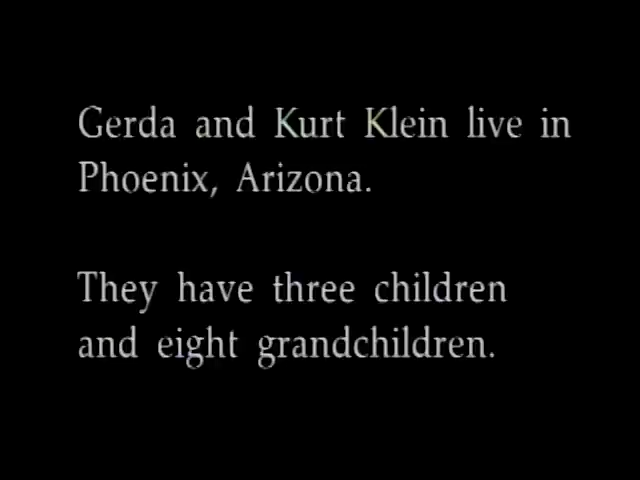 Gerda and Kurt Klein live in
Phoenix, Arizona.
They have three children
and eight grandchildren.